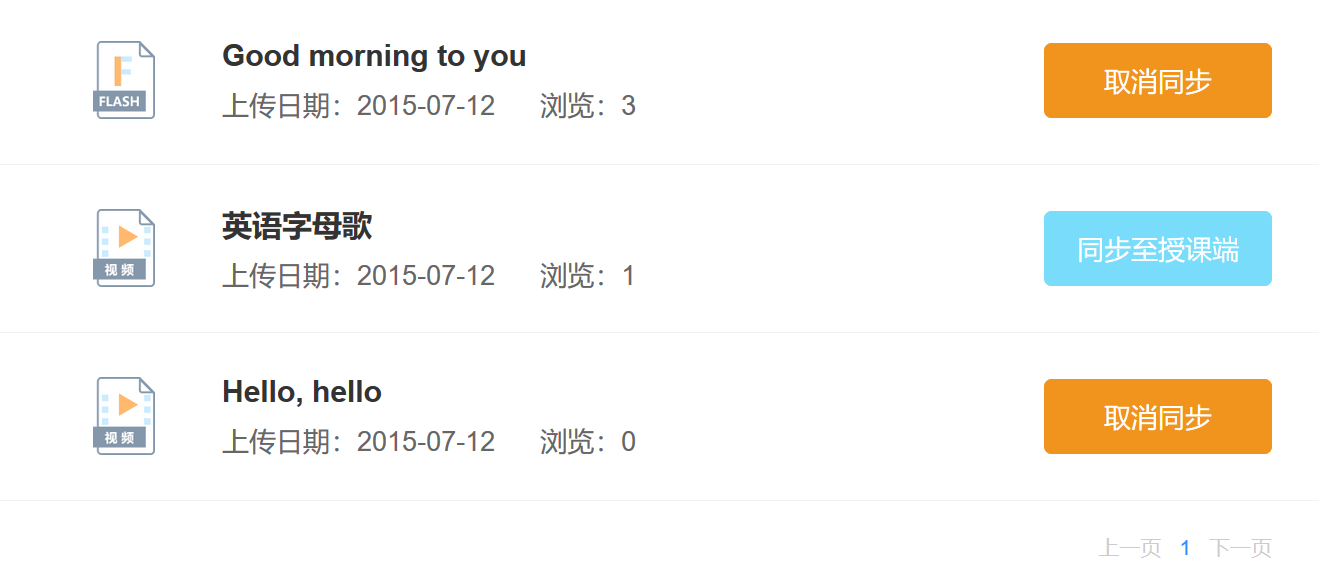 Good morning to you
FLASH
上传日期：2015-07-12 浏览：3
取消同步
英语字母歌
视频
上传日期：2015-07-12 浏览：1
同步至授课端
Hello, hello
视频
上传日期：2015-07-12 浏览：0
取消同步
上一页 1 下一页